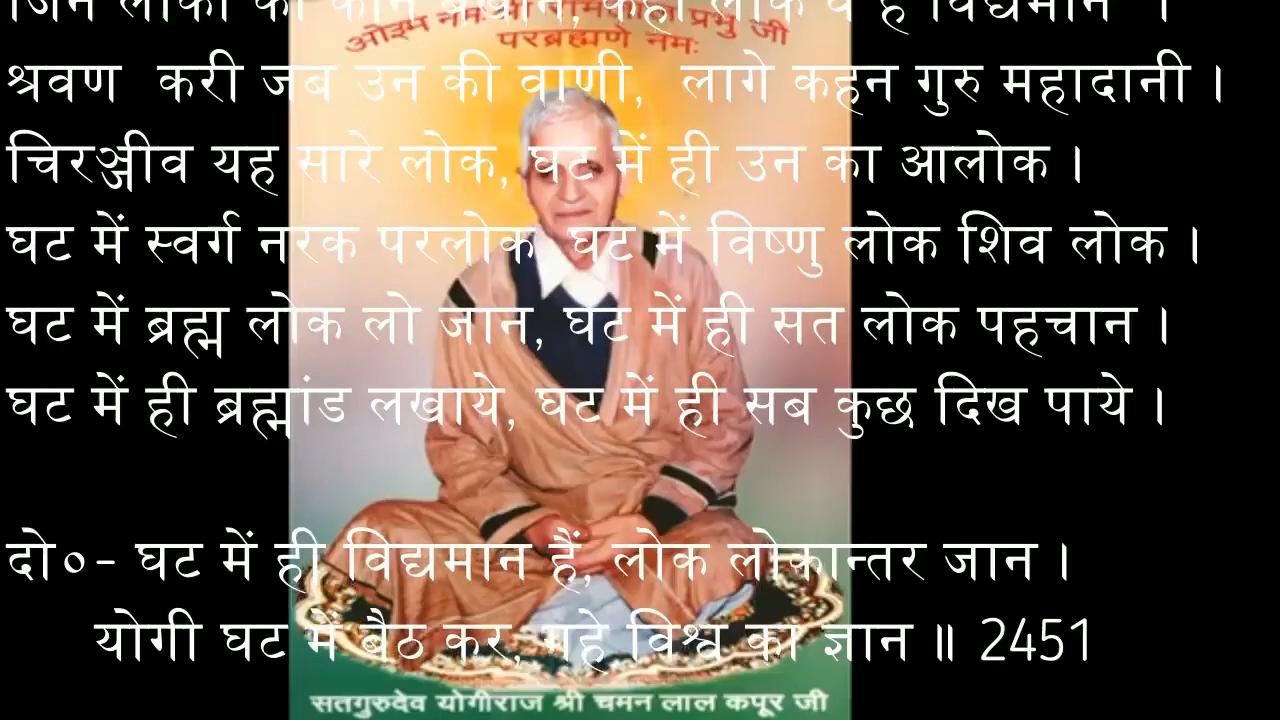 परब्रह्मणे नमः
श्रवण करी जब उन की वाणी, लागे कहन गुरु महादानी ।
चिरञ्जीव यह सारे लोक, घट में ही उन का आलोक ।
घट में स्वर्ग नरक परलोक, घट में विष्णु लोक शिव लोक ।
घट में ब्रह्म लोक लो जान, घट में ही सत लोक पहचान ।
घट में ही ब्रह्मांड लखाये, घट में ही सब कुछ दिख पाये ।
दो०- घट में ही विद्यमान हैं, लोक लोकान्तर जान ।
योगी घट में बैठ कर, गहे विश्व का ज्ञान ॥ 2451
सतगुरुदेव योगीराज श्री चमन लाल कपूर जी